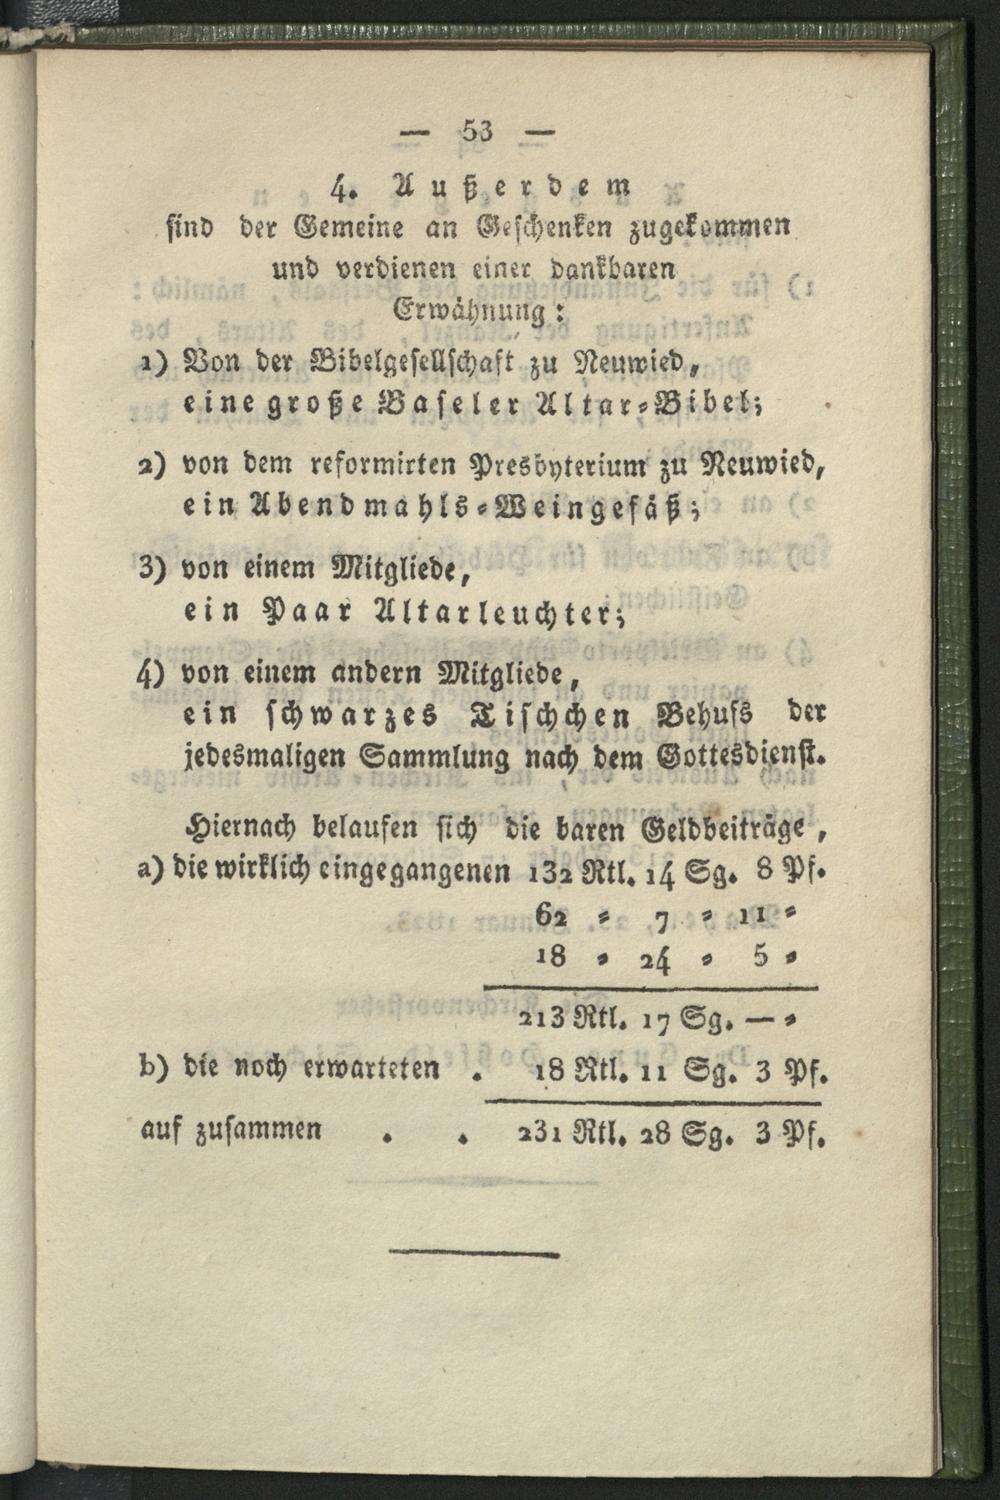 — 53 —
4. Außerdem
sind der Gemeine an Geschenken zugekommen
und verdienen einer dankbaren
Erwähnung:
1) Von der Bibelgesellschaft zu Neuwied,
eine große Baseler Altar-Bibel;
2) von dem reformirten Presbyterium zu Neuwied,
ein Abendmahls-Weingefäß;
3) von einem Mitgliede,
ein Paar Altarleuchter;
4) von einem andern Mitgliede,
ein schwarzes Tischchen Behufs der
jedesmaligen Sammlung nach dem Gottesdienst.
Hiernach belaufen sich die baren Geldbeiträge,
a) die wirklich eingegangenen 132 Rtl. 14 Sg. 8 Pf.
62 " 7 " 11 "
18 " 24 " 5 "
213 Rtl. 17 Sg. — "
b) die noch erwarteten . 18 Rtl. 11 Sg. 3 Pf.
auf zusammen . . 231 Rtl. 28 Sg. 3 Pf.